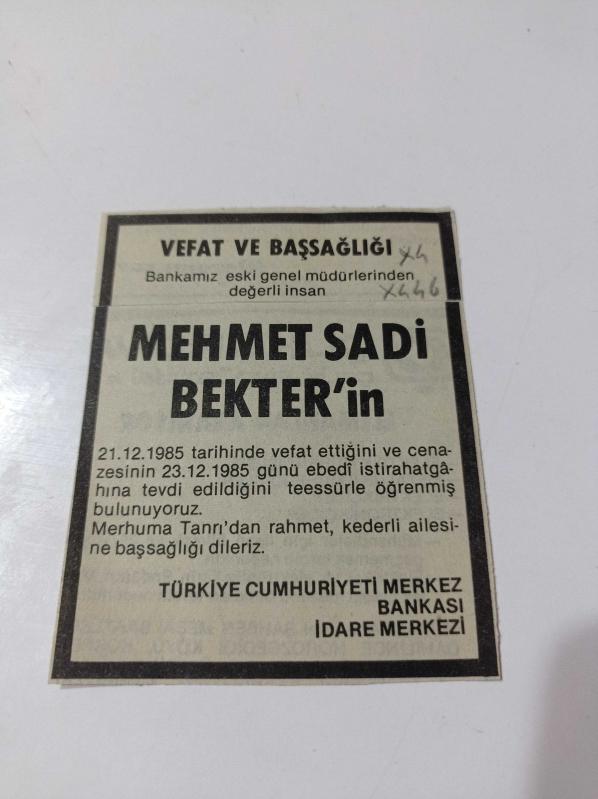 VEFAT VE BAŞSAĞLIĞI
Bankamız eski genel müdürlerinden
değerli insan
MEHMET SADİ
BEKTER'in
21.12.1985 tarihinde vefat ettiğini ve cena-
zesinin 23.12.1985 günü ebedî istirahatgâ-
hına tevdi edildiğini teessürle öğrenmiş
bulunuyoruz.
Merhuma Tanrı'dan rahmet, kederli ailesi-
ne başsağlığı dileriz.
TÜRKİYE CUMHURİYETİ MERKEZ
BANKASI
İDARE MERKEZİ